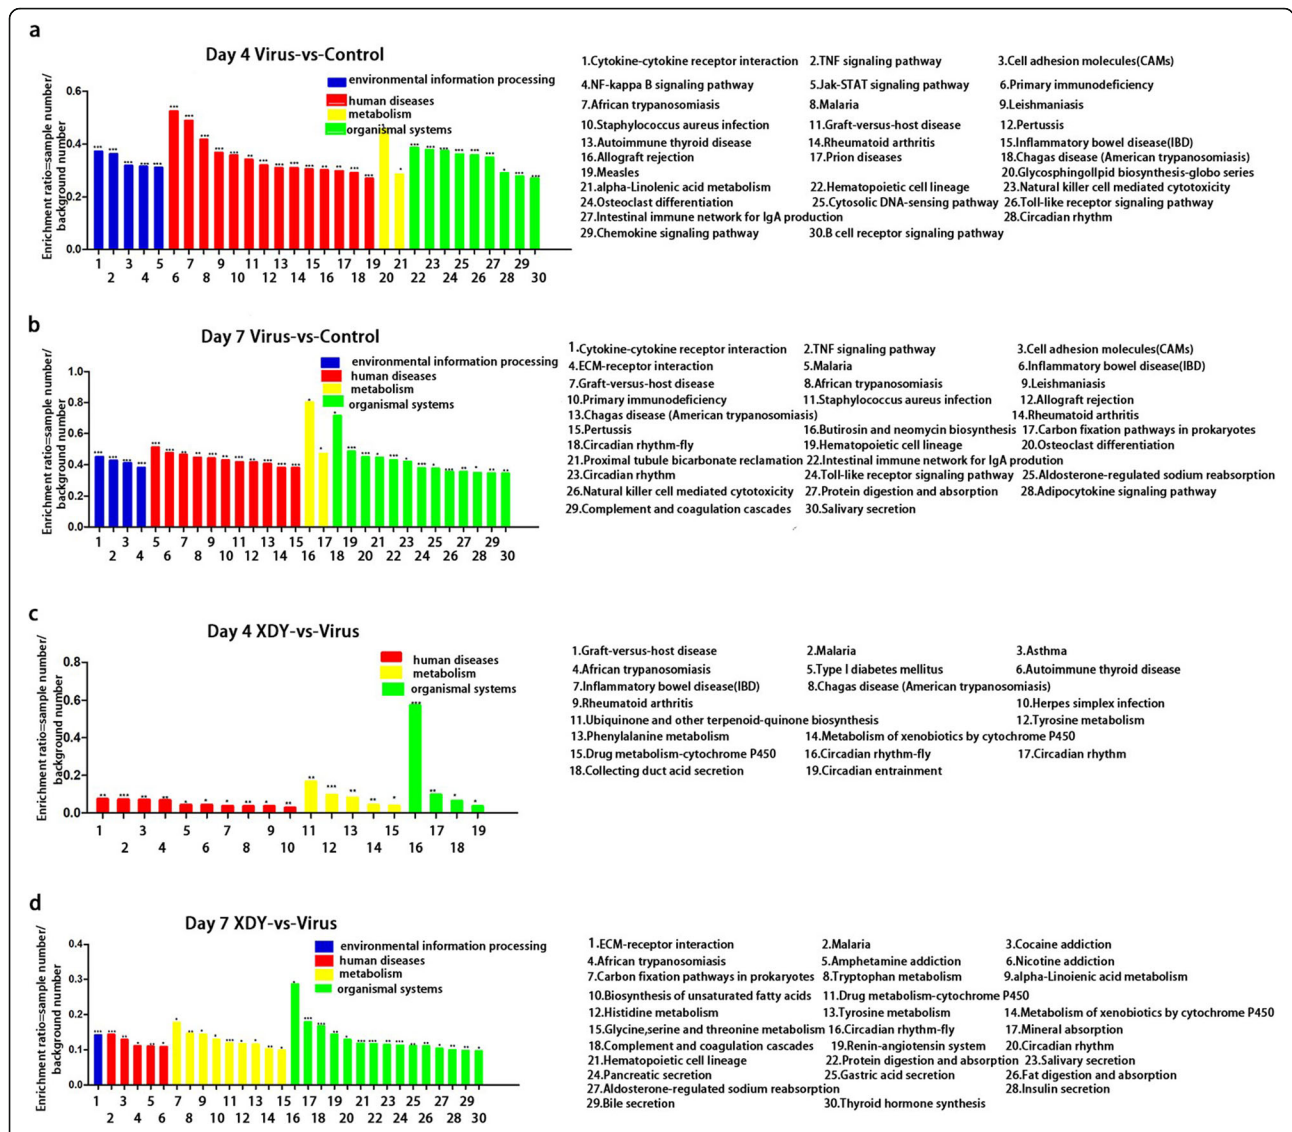 a
Day 4 Virus-vs-Control
environmental information processing
human diseases
metabolism
organismal systems
Enrichment ratio=sample number/
background number
0.6
0.4
0.2
0.0
1 3 5 7 9 11 13 15 17 19 21 23 25 27 29
2 4 6 8 10 12 14 16 18 20 22 24 26 28 30
1.Cytokine-cytokine receptor interaction 2.TNF signaling pathway 3.Cell adhesion molecules(CAMs)
4.NF-kappa B signaling pathway 5.Jak-STAT signaling pathway 6.Primary immunodeficiency
7.African trypanosomiasis 8.Malaria 9.Leishmaniasis
10.Staphylococcus aureus infection 11.Graft-versus-host disease 12.Pertussis
13.Autoimmune thyroid disease 14.Rheumatoid arthritis 15.Inflammatory bowel disease(IBD)
16.Allograft rejection 17.Prion diseases 18.Chagas disease (American trypanosomiasis)
19.Measles 20.Glycosphingollpid biosynthesis-globo series
21.alpha-Linolenic acid metabolism 22.Hematopoietic cell lineage 23.Natural killer cell mediated cytotoxicity
24.Osteoclast differentiation 25.Cytosolic DNA-sensing pathway 26.Toll-like receptor signaling pathway
27.Intestinal immune network for IgA production 28.Circadian rhythm
29.Chemokine signaling pathway 30.B cell receptor signaling pathway
b
Day 7 Virus-vs-Control
environmental information processing
human diseases
metabolism
organismal systems
Enrichment ratio=sample number/
background number
1.0
0.8
0.6
0.4
0.2
0.0
1 3 5 7 9 11 13 15 17 19 21 23 25 27 29
2 4 6 8 10 12 14 16 18 20 22 24 26 28 30
1.Cytokine-cytokine receptor interaction 2.TNF signaling pathway 3.Cell adhesion molecules(CAMs)
4.ECM-receptor interaction 5.Malaria 6.Inflammatory bowel disease(IBD)
7.Graft-versus-host disease 8.African trypanosomiasis 9.Leishmaniasis
10.Primary immunodeficiency 11.Staphylococcus aureus infection 12.Allograft rejection
13.Chagas disease (American trypanosomiasis) 14.Rheumatoid arthritis
15.Pertussis 16.Butirosin and neomycin biosynthesis 17.Carbon fixation pathways in prokaryotes
18.Circadian rhythm-fly 19.Hematopoietic cell lineage 20.Osteoclast differentiation
21.Proximal tubule bicarbonate reclamation 22.Intestinal immune network for IgA prodution
23.Circadian rhythm 24.Toll-like receptor signaling pathway 25.Aldosterone-regulated sodium reabsorption
26.Natural killer cell mediated cytotoxicity 27.Protein digestion and absorption 28.Adipocytokine signaling pathway
29.Complement and coagulation cascades 30.Salivary secretion
c
Day 4 XDY-vs-Virus
human diseases
metabolism
organismal systems
Enrichment ratio=sample number/
background number
0.8
0.6
0.4
0.2
0.0
1 3 5 7 9 11 13 15 17 19
2 4 6 8 10 12 14 16 18
1.Graft-versus-host disease 2.Malaria 3.Asthma
4.African trypanosomiasis 5.Type I diabetes mellitus 6.Autoimmune thyroid disease
7.Inflammatory bowel disease(IBD) 8.Chagas disease (American trypanosomiasis)
9.Rheumatoid arthritis 10.Herpes simplex infection
11.Ubiquinone and other terpenoid-quinone biosynthesis 12.Tyrosine metabolism
13.Phenylalanine metabolism 14.Metabolism of xenobiotics by cytochrome P450
15.Drug metabolism-cytochrome P450 16.Circadian rhythm-fly 17.Circadian rhythm
18.Collecting duct acid secretion 19.Circadian entrainment
d
Day 7 XDY-vs-Virus
environmental information processing
human diseases
metabolism
organismal systems
Enrichment ratio=sample number/
background number
0.4
0.3
0.2
0.1
0.0
1 3 5 7 9 11 13 15 17 19 21 23 25 27 29
2 4 6 8 10 12 14 16 18 20 22 24 26 28 30
1.ECM-receptor interaction 2.Malaria 3.Cocaine addiction
4.African trypanosomiasis 5.Amphetamine addiction 6.Nicotine addiction
7.Carbon fixation pathways in prokaryotes 8.Tryptophan metabolism 9.alpha-Linoienic acid metabolism
10.Biosynthesis of unsaturated fatty acids 11.Drug metabolism-cytochrome P450
12.Histidine metabolism 13.Tyrosine metabolism 14.Metabolism of xenobiotics by cytochrome P450
15.Glycine,serine and threonine metabolism 16.Circadian rhythm-fly 17.Mineral absorption
18.Complement and coagulation cascades 19.Renin-angiotensin system 20.Circadian rhythm
21.Hematopoietic cell lineage 22.Protein digestion and absorption 23.Salivary secretion
24.Pancreatic secretion 25.Gastric acid secretion 26.Fat digestion and absorption
27.Aldosterone-regulated sodium reabsorption 28.Insulin secretion
29.Bile secretion 30.Thyroid hormone synthesis